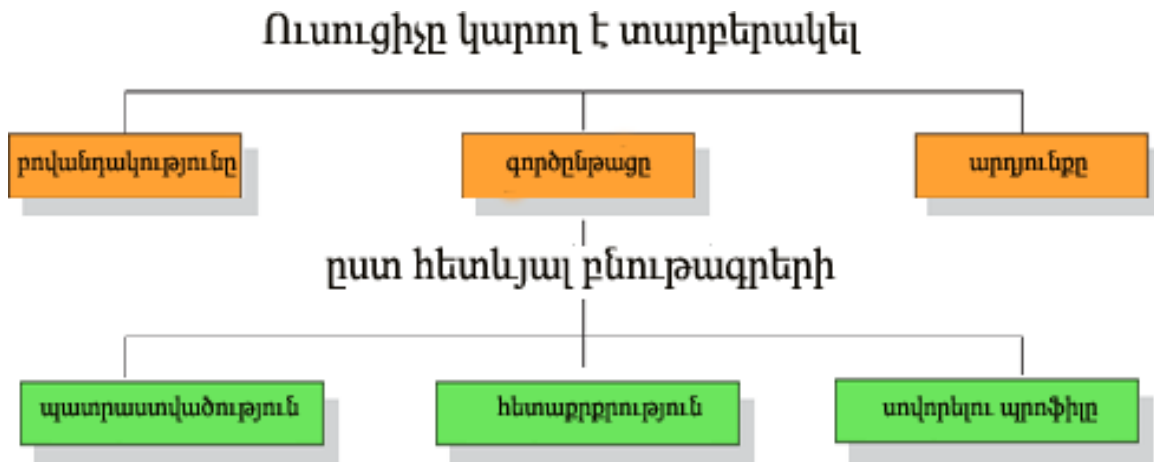 Ուսուցիչը կարող է տարբերակել
բովանդակությունը
գործընթացը
արդյունքը
ըստ հետևյալ բնութագրերի
պատրաստվածություն
հետաքրքրություն
սովորելու պրոֆիլը